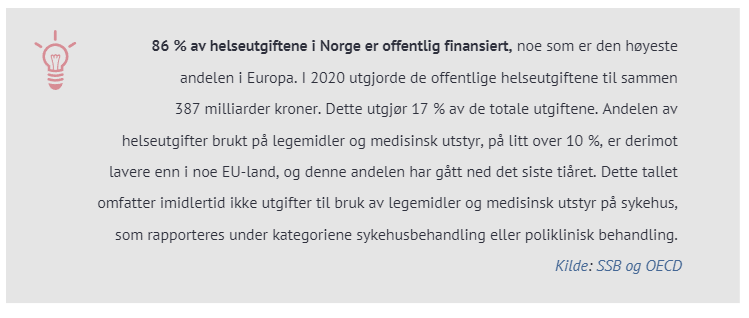 86 % av helseutgiftene i Norge er offentlig finansiert, noe som er den høyeste
andelen i Europa. I 2020 utgjorde de offentlige helseutgiftene til sammen
387 milliarder kroner. Dette utgjør 17 % av de totale utgiftene. Andelen av
helseutgifter brukt på legemidler og medisinsk utstyr, på litt over 10 %, er derimot
lavere enn i noe EU-land, og denne andelen har gått ned det siste tiåret. Dette tallet
omfatter imidlertid ikke utgifter til bruk av legemidler og medisinsk utstyr på sykehus,
som rapporteres under kategoriene sykehusbehandling eller poliklinisk behandling.
Kilde: SSB og OECD